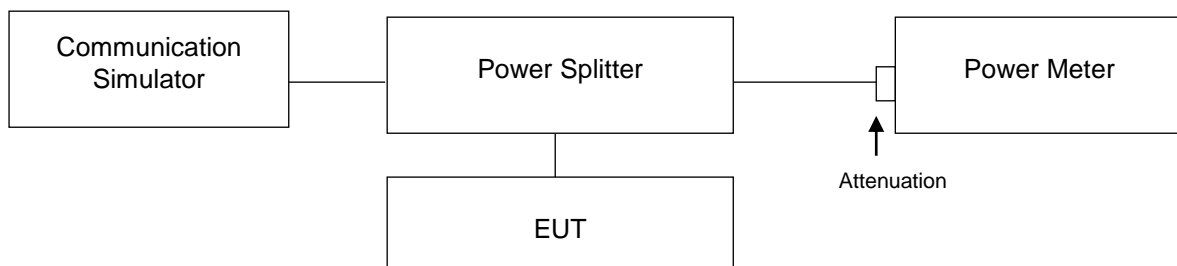 Communication
Simulator
Power Splitter
Power Meter
Attenuation
EUT